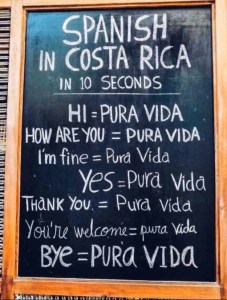 SPANISH
IN COSTA RICA
IN 10 SECONDS
HI = PURA VIDA
HOW ARE YOU = PURA VIDA
I'm fine = Pura Vida
Yes = Pura Vida
THANK YOU. = Pura Vida
You're welcome = pura vida
BYE = PURA VIDA